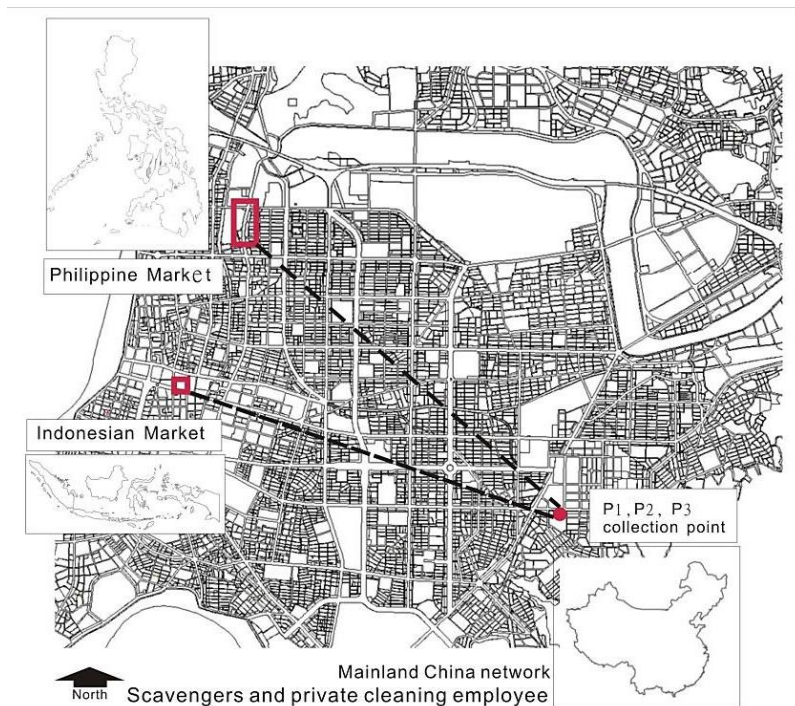 Philippine Market
Indonesian Market
P1,P2, P3
collection point
Mainland China network
North
Scavengers and private cleaning employee